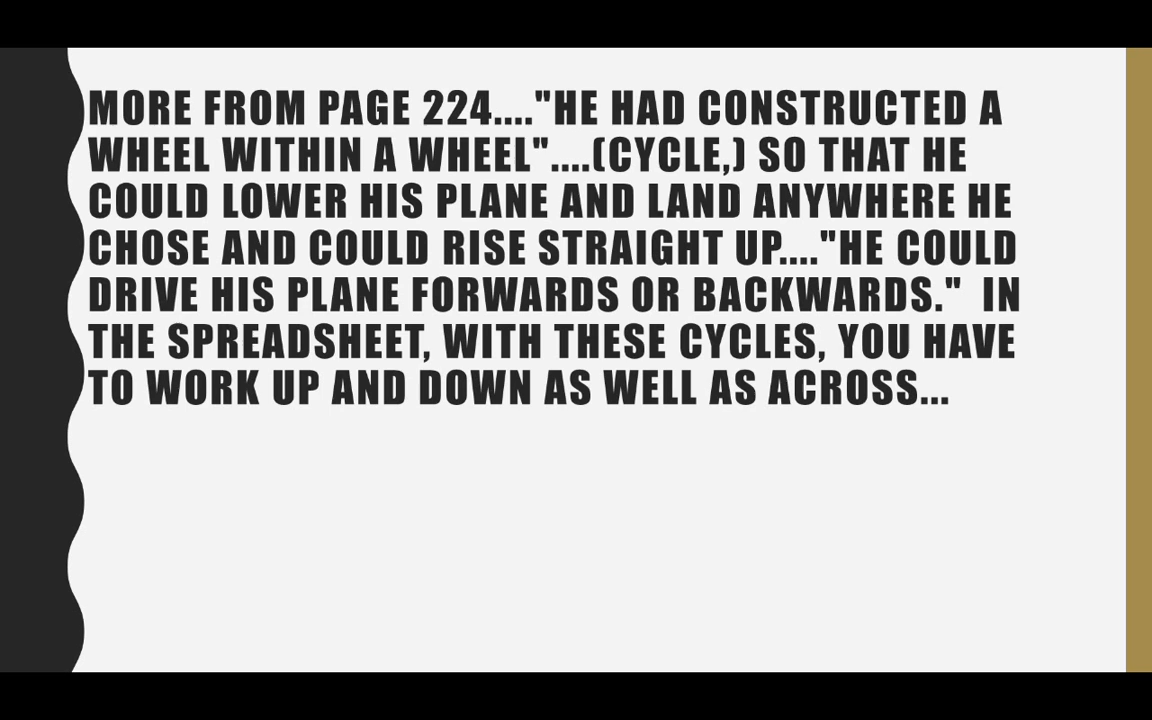 MORE FROM PAGE 224...."HE HAD CONSTRUCTED A
WHEEL WITHIN A WHEEL"....(CYCLE,) SO THAT HE
COULD LOWER HIS PLANE AND LAND ANYWHERE HE
CHOSE AND COULD RISE STRAIGHT UP...."HE COULD
DRIVE HIS PLANE FORWARDS OR BACKWARDS."  IN
THE SPREADSHEET, WITH THESE CYCLES, YOU HAVE
TO WORK UP AND DOWN AS WELL AS ACROSS...